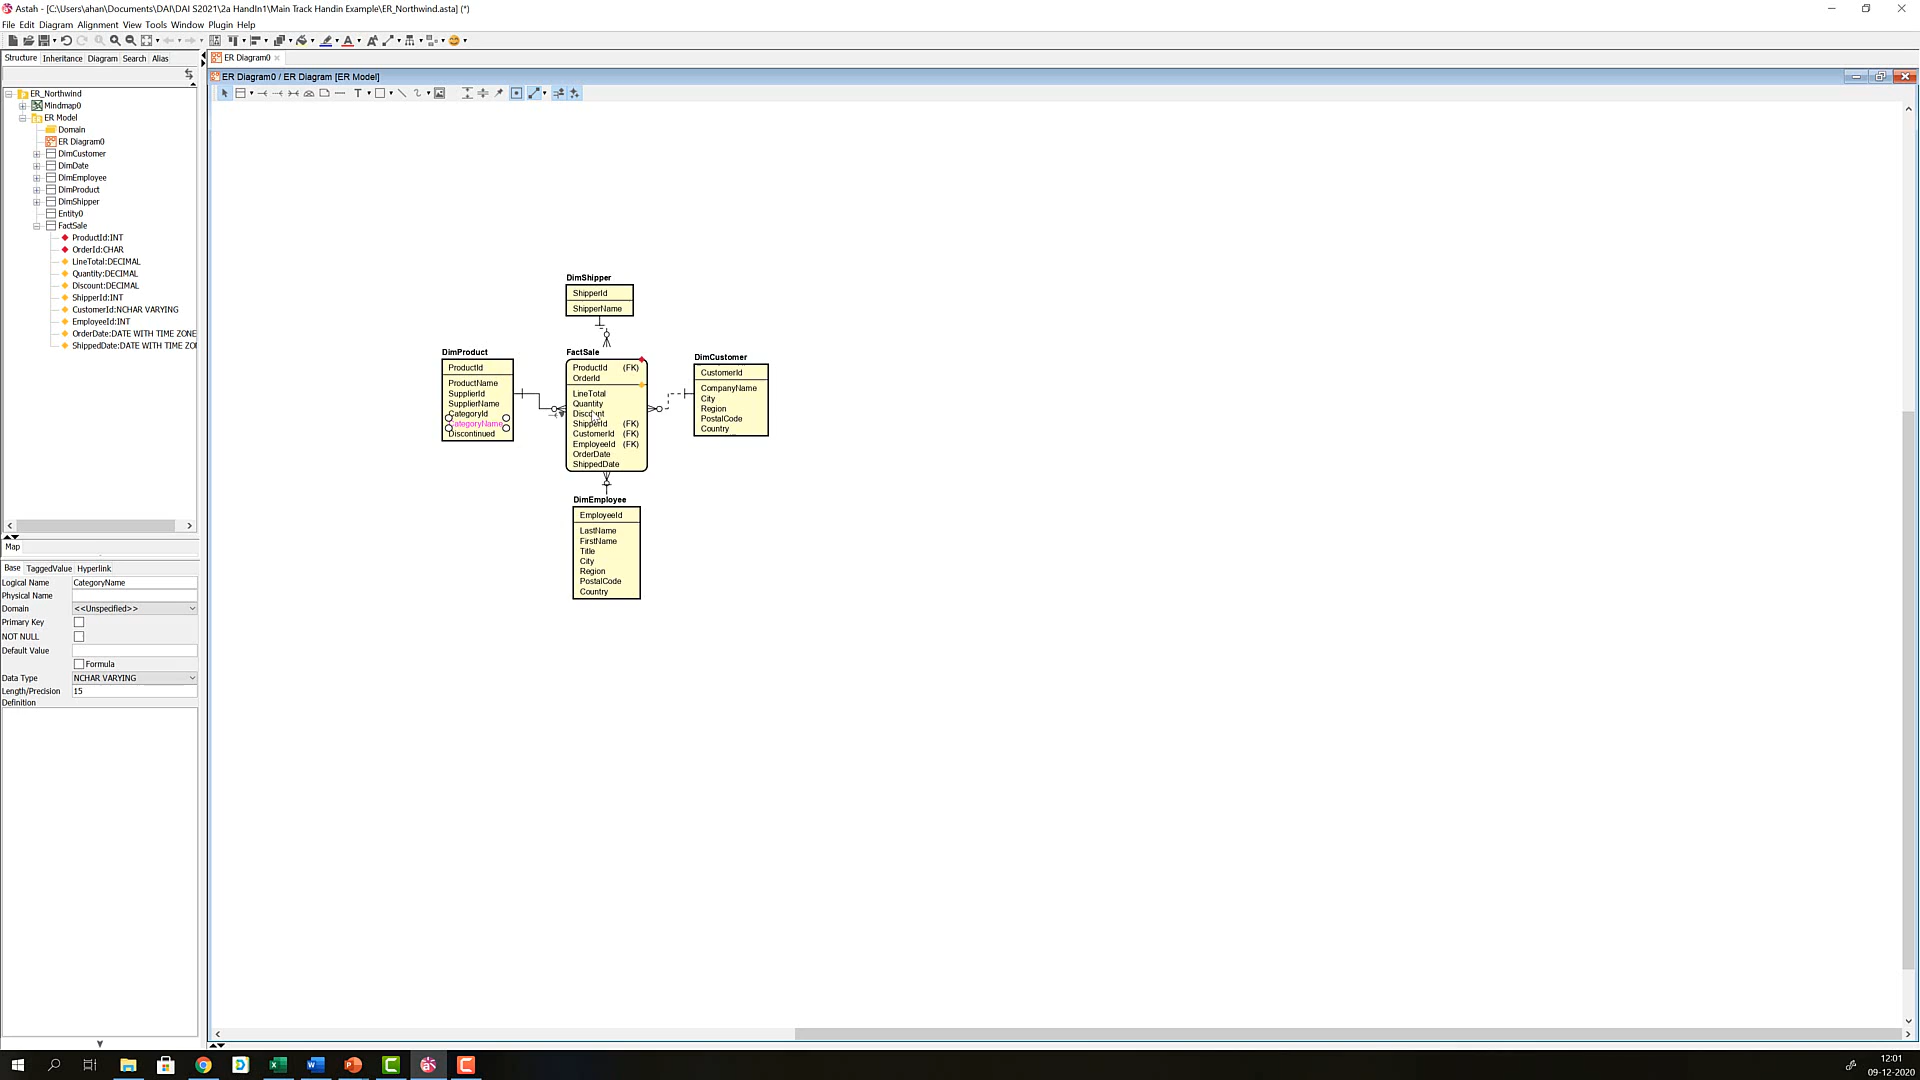 Astah - [C:\Users\ahan\Documents\DAI\DAI S2021\2a HandIn1\Main Track Handin Example\ER_Northwind.asta] (*)
File Edit Diagram Alignment View Tools Window Plugin Help
Structure Inheritance Diagram Search Alias
ER_Northwind
Mindmap0
ER Model
Domain
ER Diagram0
DimCustomer
DimDate
DimEmployee
DimProduct
DimShipper
Entity0
FactSale
ProductId:INT
OrderId:CHAR
LineTotal:DECIMAL
Quantity:DECIMAL
Discount:DECIMAL
ShipperId:INT
CustomerId:NCHAR VARYING
EmployeeId:INT
OrderDate:DATE WITH TIME ZONE
ShippedDate:DATE WITH TIME ZO
Map
Base TaggedValue Hyperlink
Logical Name CategoryName
Physical Name
Domain <<Unspecified>>
Primary Key
NOT NULL
Default Value
Formula
Data Type NCHAR VARYING
Length/Precision 15
Definition
ER Diagram0
ER Diagram0 / ER Diagram [ER Model]
DimShipper
ShipperId
ShipperName
DimProduct
ProductId
ProductName
SupplierId
SupplierName
CategoryId
CategoryName
Discontinued
FactSale
ProductId (FK)
OrderId
LineTotal
Quantity
Discount
ShipperId (FK)
CustomerId (FK)
EmployeeId (FK)
OrderDate
ShippedDate
DimCustomer
CustomerId
CompanyName
City
Region
PostalCode
Country
DimEmployee
EmployeeId
LastName
FirstName
Title
City
Region
PostalCode
Country
12:01
09-12-2020